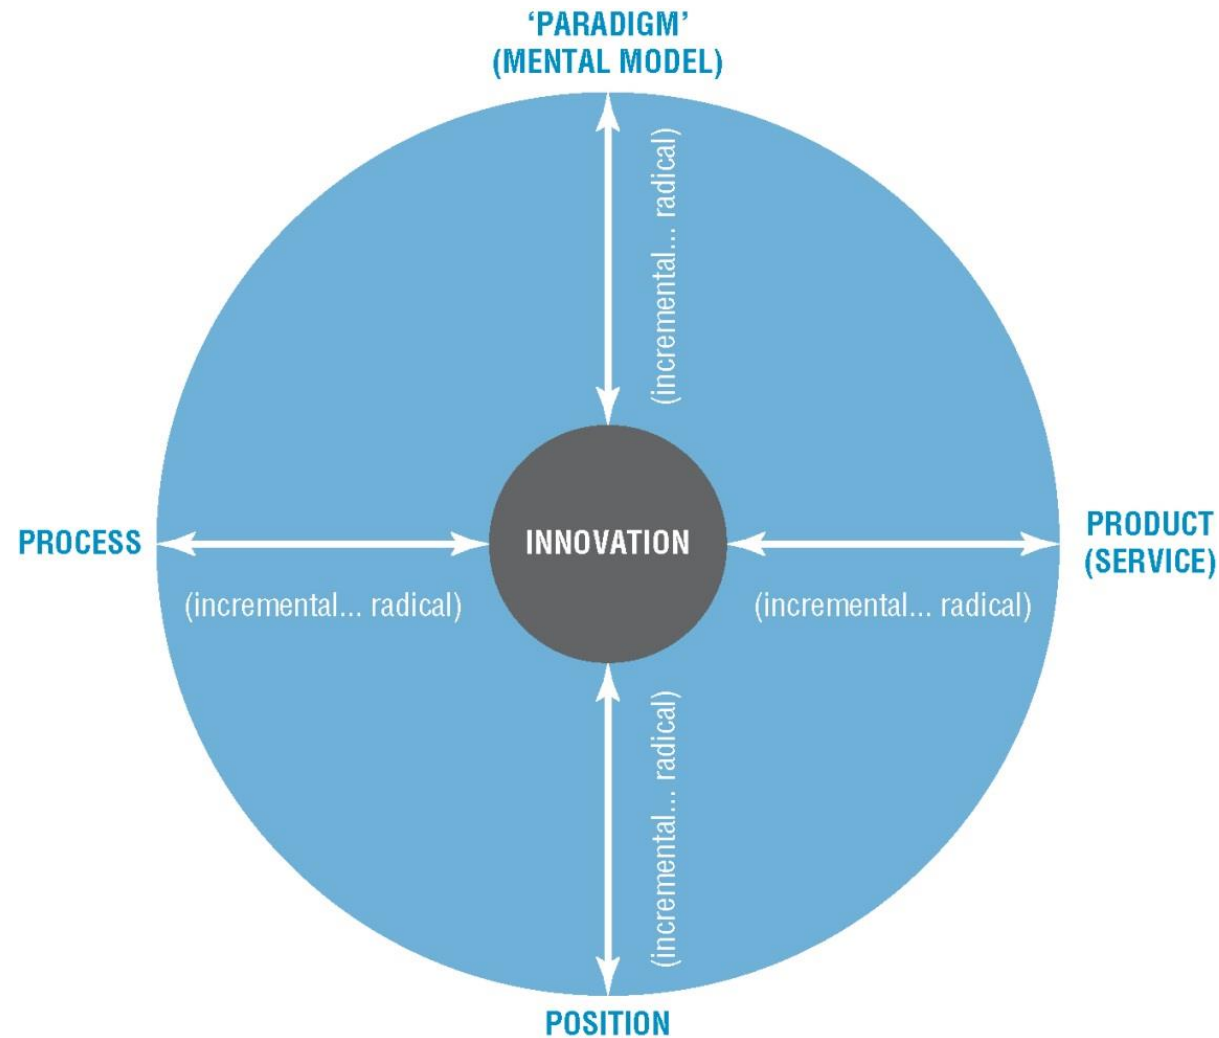 ‘PARADIGM’
(MENTAL MODEL)
(incremental... radical)
PROCESS
INNOVATION
PRODUCT
(SERVICE)
(incremental... radical)
(incremental... radical)
(incremental... radical)
POSITION